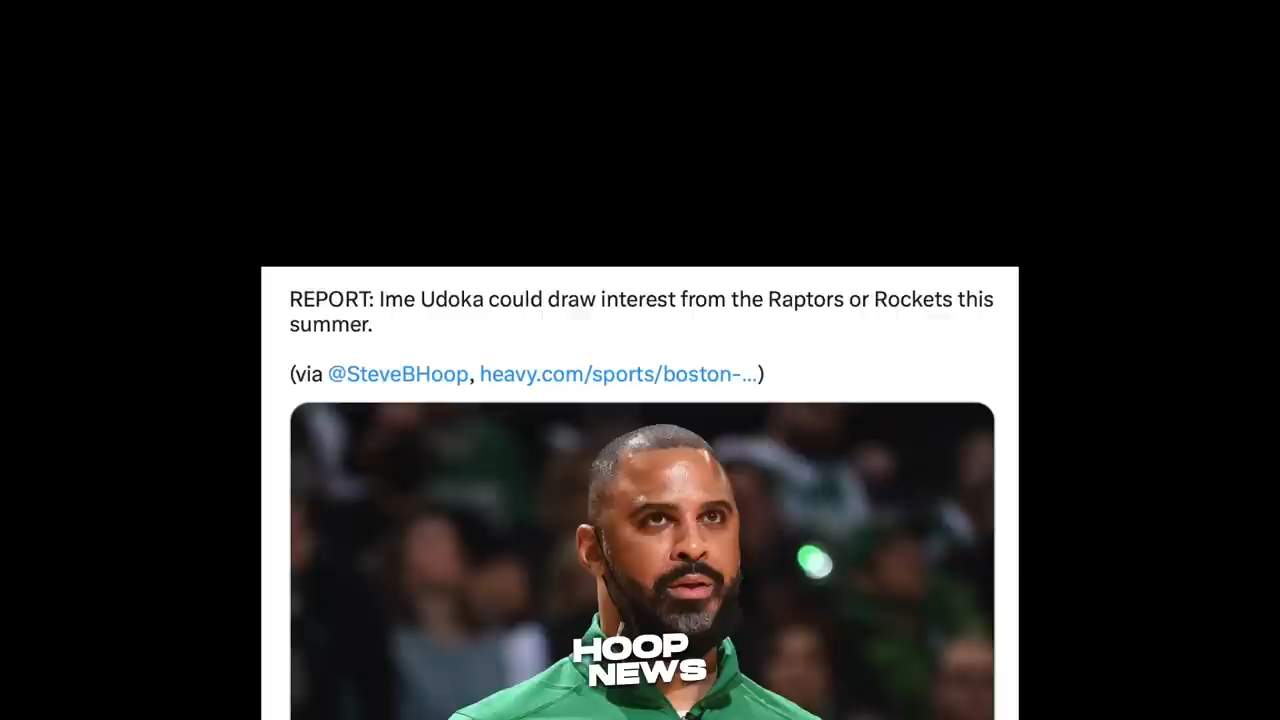 REPORT: Ime Udoka could draw interest from the Raptors or Rockets this
summer.
(via @SteveBHoop, heavy.com/sports/boston-...)
HOOP
NEWS